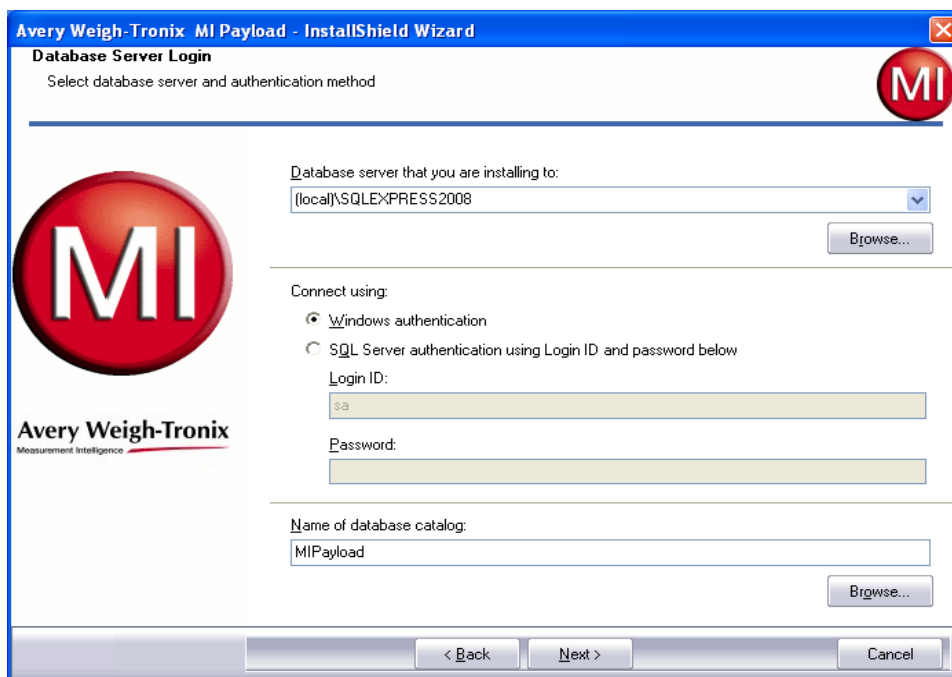 Avery Weigh-Tronix MI Payload - InstallShield Wizard
Database Server Login
Select database server and authentication method
MI
MI
Avery Weigh-Tronix
Measurement Intelligence
Database server that you are installing to:
(local)\SQLEXPRESS2008
Browse...
Connect using:
Windows authentication
SQL Server authentication using Login ID and password below
Login ID:
sa
Password:
Name of database catalog:
MIPayload
Browse...
< Back
Next >
Cancel